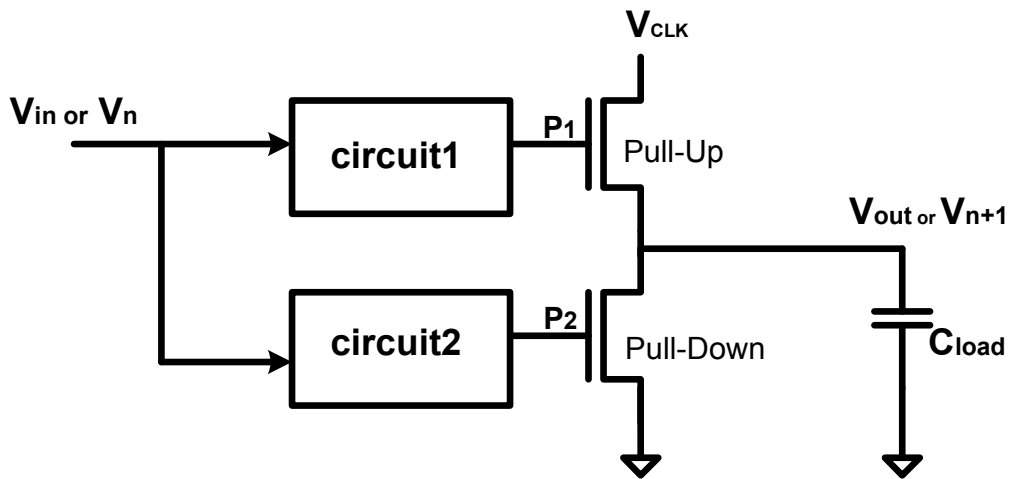 VCLK
Vin or Vn
circuit1
P1
Pull-Up
Vout or Vn+1
circuit2
P2
Pull-Down
Cload